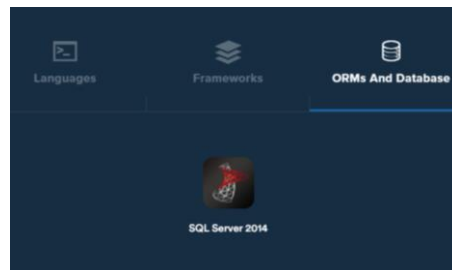 Languages
Frameworks
ORMs And Database
SQL Server 2014